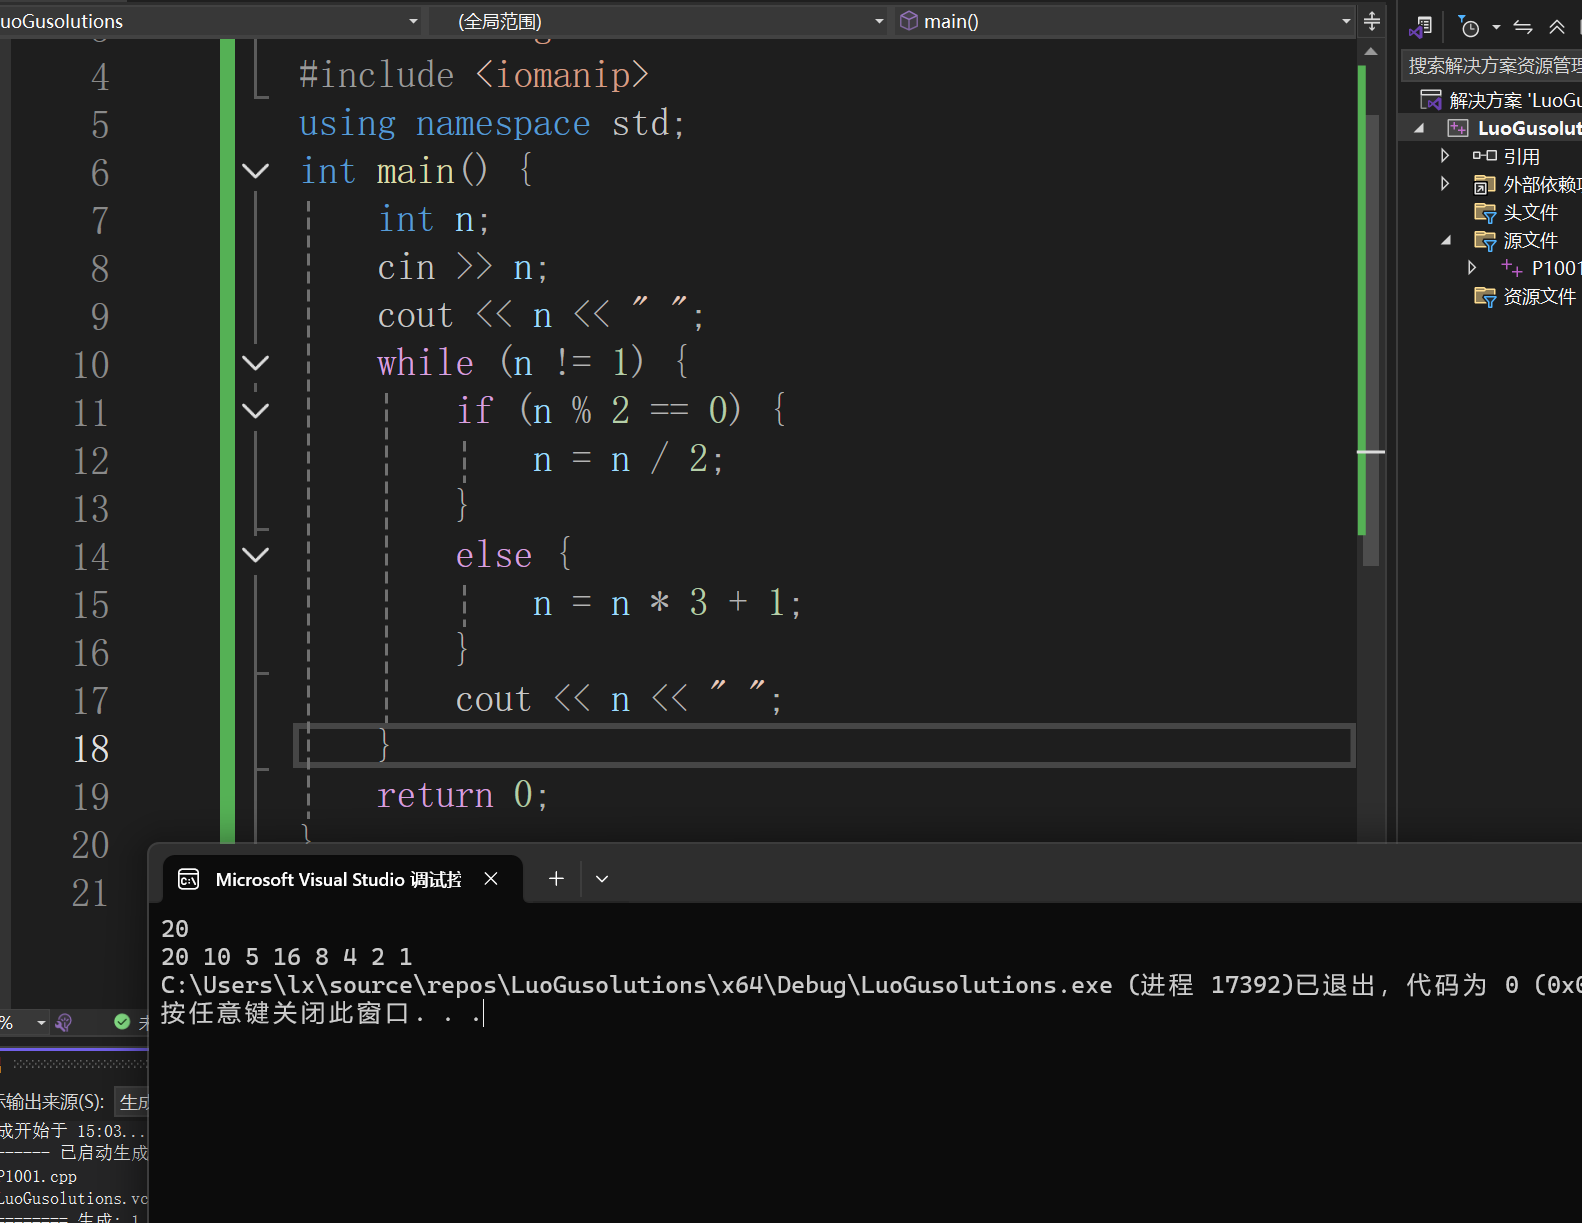 uoGusolutions (全局范围) main()
4 #include <iomanip>
5 using namespace std;
6 int main() {
7 int n;
8 cin >> n;
9 cout << n << " ";
10 while (n != 1) {
11 if (n % 2 == 0) {
12 n = n / 2;
13 }
14 else {
15 n = n * 3 + 1;
16 }
17 cout << n << " ";
18 }
19 return 0;
20 }
21
搜索解决方案资源管理
解决方案 'LuoGu
LuoGusolut
引用
外部依赖项
头文件
源文件
P1001
资源文件
%
输出来源(S): 生成
成开始于 15:03...
------ 已启动生成
P1001.cpp
LuoGusolutions.vc
======== 生成: 1
Microsoft Visual Studio 调试控
20
20 10 5 16 8 4 2 1
C:\Users\lx\source\repos\LuoGusolutions\x64\Debug\LuoGusolutions.exe (进程 17392)已退出，代码为 0 (0x0
按任意键关闭此窗口. . .